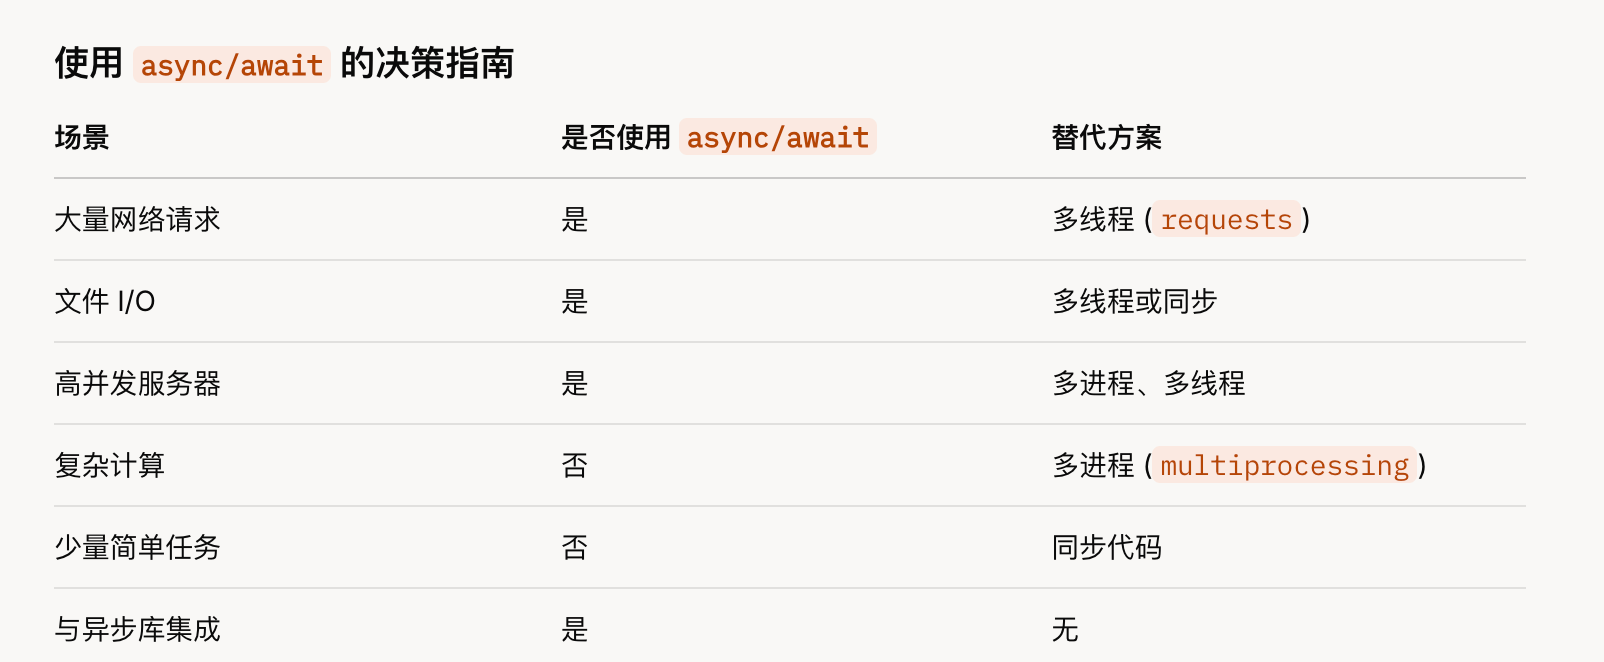 使用 async/await 的决策指南
场景 是否使用 async/await 替代方案
大量网络请求 是 多线程 (requests)
文件 I/O 是 多线程或同步
高并发服务器 是 多进程、多线程
复杂计算 否 多进程 (multiprocessing)
少量简单任务 否 同步代码
与异步库集成 是 无